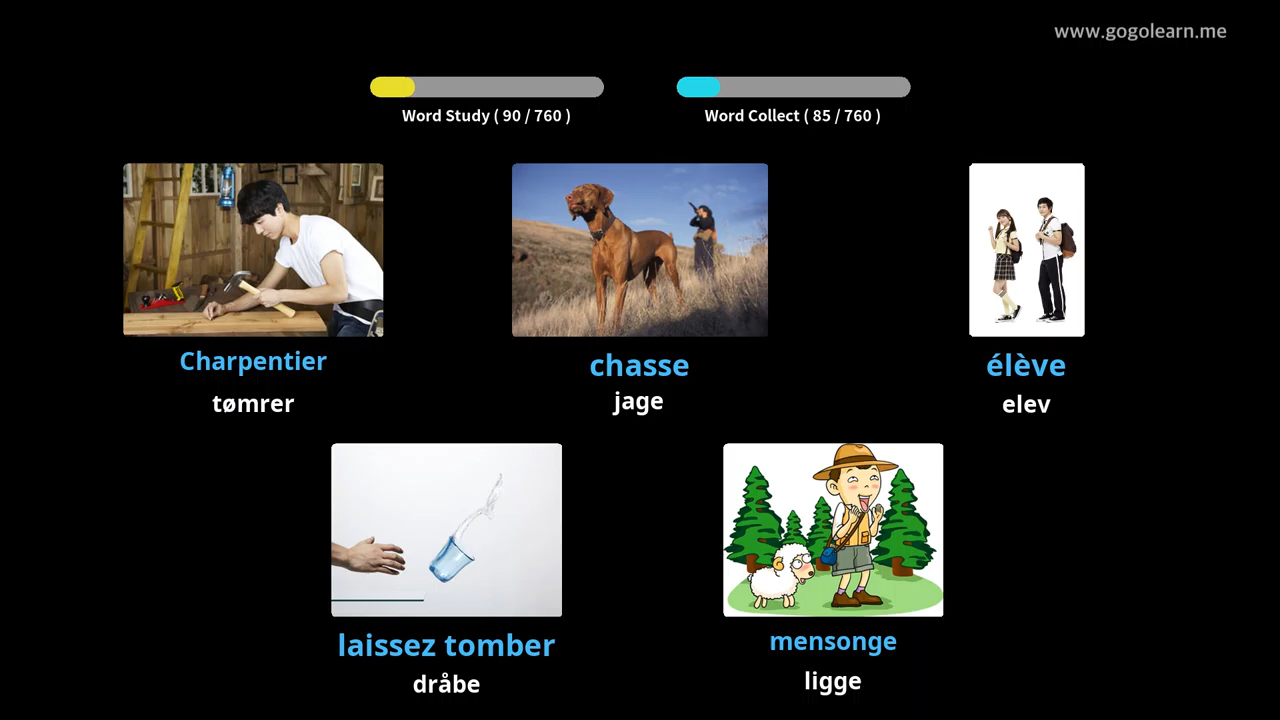 www.gogolearn.me
Word Study ( 90 / 760 )
Word Collect ( 85 / 760 )
Charpentier
tømrer
chasse
jage
élève
elev
laissez tomber
dråbe
mensonge
ligge